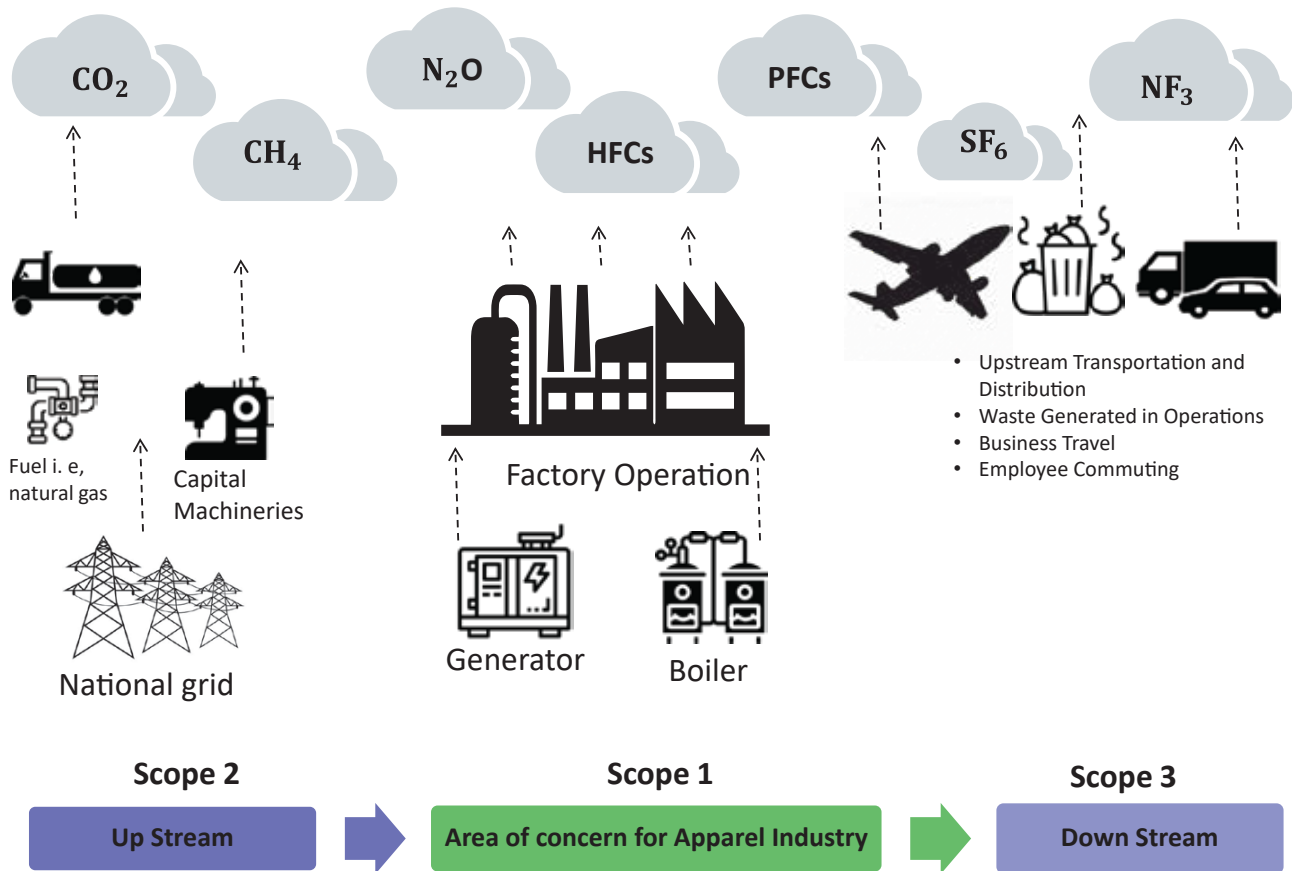 CO₂
CH₄
N₂O
HFCs
PFCs
SF₆
NF₃
Fuel i. e,
natural gas
Capital
Machineries
National grid
Factory Operation
Generator
Boiler
• Upstream Transportation and
Distribution
• Waste Generated in Operations
• Business Travel
• Employee Commuting
Scope 2
Scope 1
Scope 3
Up Stream
Area of concern for Apparel Industry
Down Stream